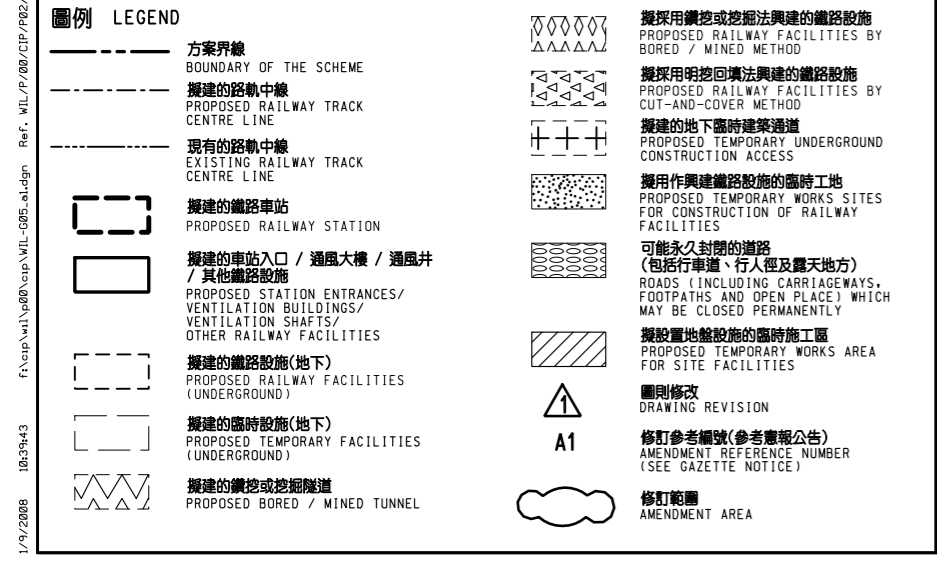 圖例 LEGEND
方案界線
BOUNDARY OF THE SCHEME
擬建的路軌中線
PROPOSED RAILWAY TRACK
CENTRE LINE
現有的路軌中線
EXISTING RAILWAY TRACK
CENTRE LINE
擬建的鐵路車站
PROPOSED RAILWAY STATION
擬建的車站入口 / 通風大樓 / 通風井
/ 其他鐵路設施
PROPOSED STATION ENTRANCES/
VENTILATION BUILDINGS/
VENTILATION SHAFTS/
OTHER RAILWAY FACILITIES
擬建的鐵路設施(地下)
PROPOSED RAILWAY FACILITIES
(UNDERGROUND)
擬建的臨時設施(地下)
PROPOSED TEMPORARY FACILITIES
(UNDERGROUND)
擬建的鑽挖或挖掘隧道
PROPOSED BORED / MINED TUNNEL
擬採用鑽挖或挖掘法興建的鐵路設施
PROPOSED RAILWAY FACILITIES BY
BORED / MINED METHOD
擬採用明挖回填法興建的鐵路設施
PROPOSED RAILWAY FACILITIES BY
CUT-AND-COVER METHOD
擬建的地下臨時建築通道
PROPOSED TEMPORARY UNDERGROUND
CONSTRUCTION ACCESS
擬用作興建鐵路設施的臨時工地
PROPOSED TEMPORARY WORKS SITES
FOR CONSTRUCTION OF RAILWAY
FACILITIES
可能永久封閉的道路
(包括行車道、行人徑及露天地方)
ROADS (INCLUDING CARRIAGEWAYS,
FOOTPATHS AND OPEN PLACE) WHICH
MAY BE CLOSED PERMANENTLY
擬設置地盤設施的臨時施工區
PROPOSED TEMPORARY WORKS AREA
FOR SITE FACILITIES
1
圖則修改
DRAWING REVISION
A1
修訂參考編號(參考憲報公告)
AMENDMENT REFERENCE NUMBER
(SEE GAZETTE NOTICE)
修訂範圍
AMENDMENT AREA
1/9/2008 10:39:43 f:\cip\wil\p00\cip\WIL-G05.a1.dgn Ref. WIL/P/00/CIP/P02/